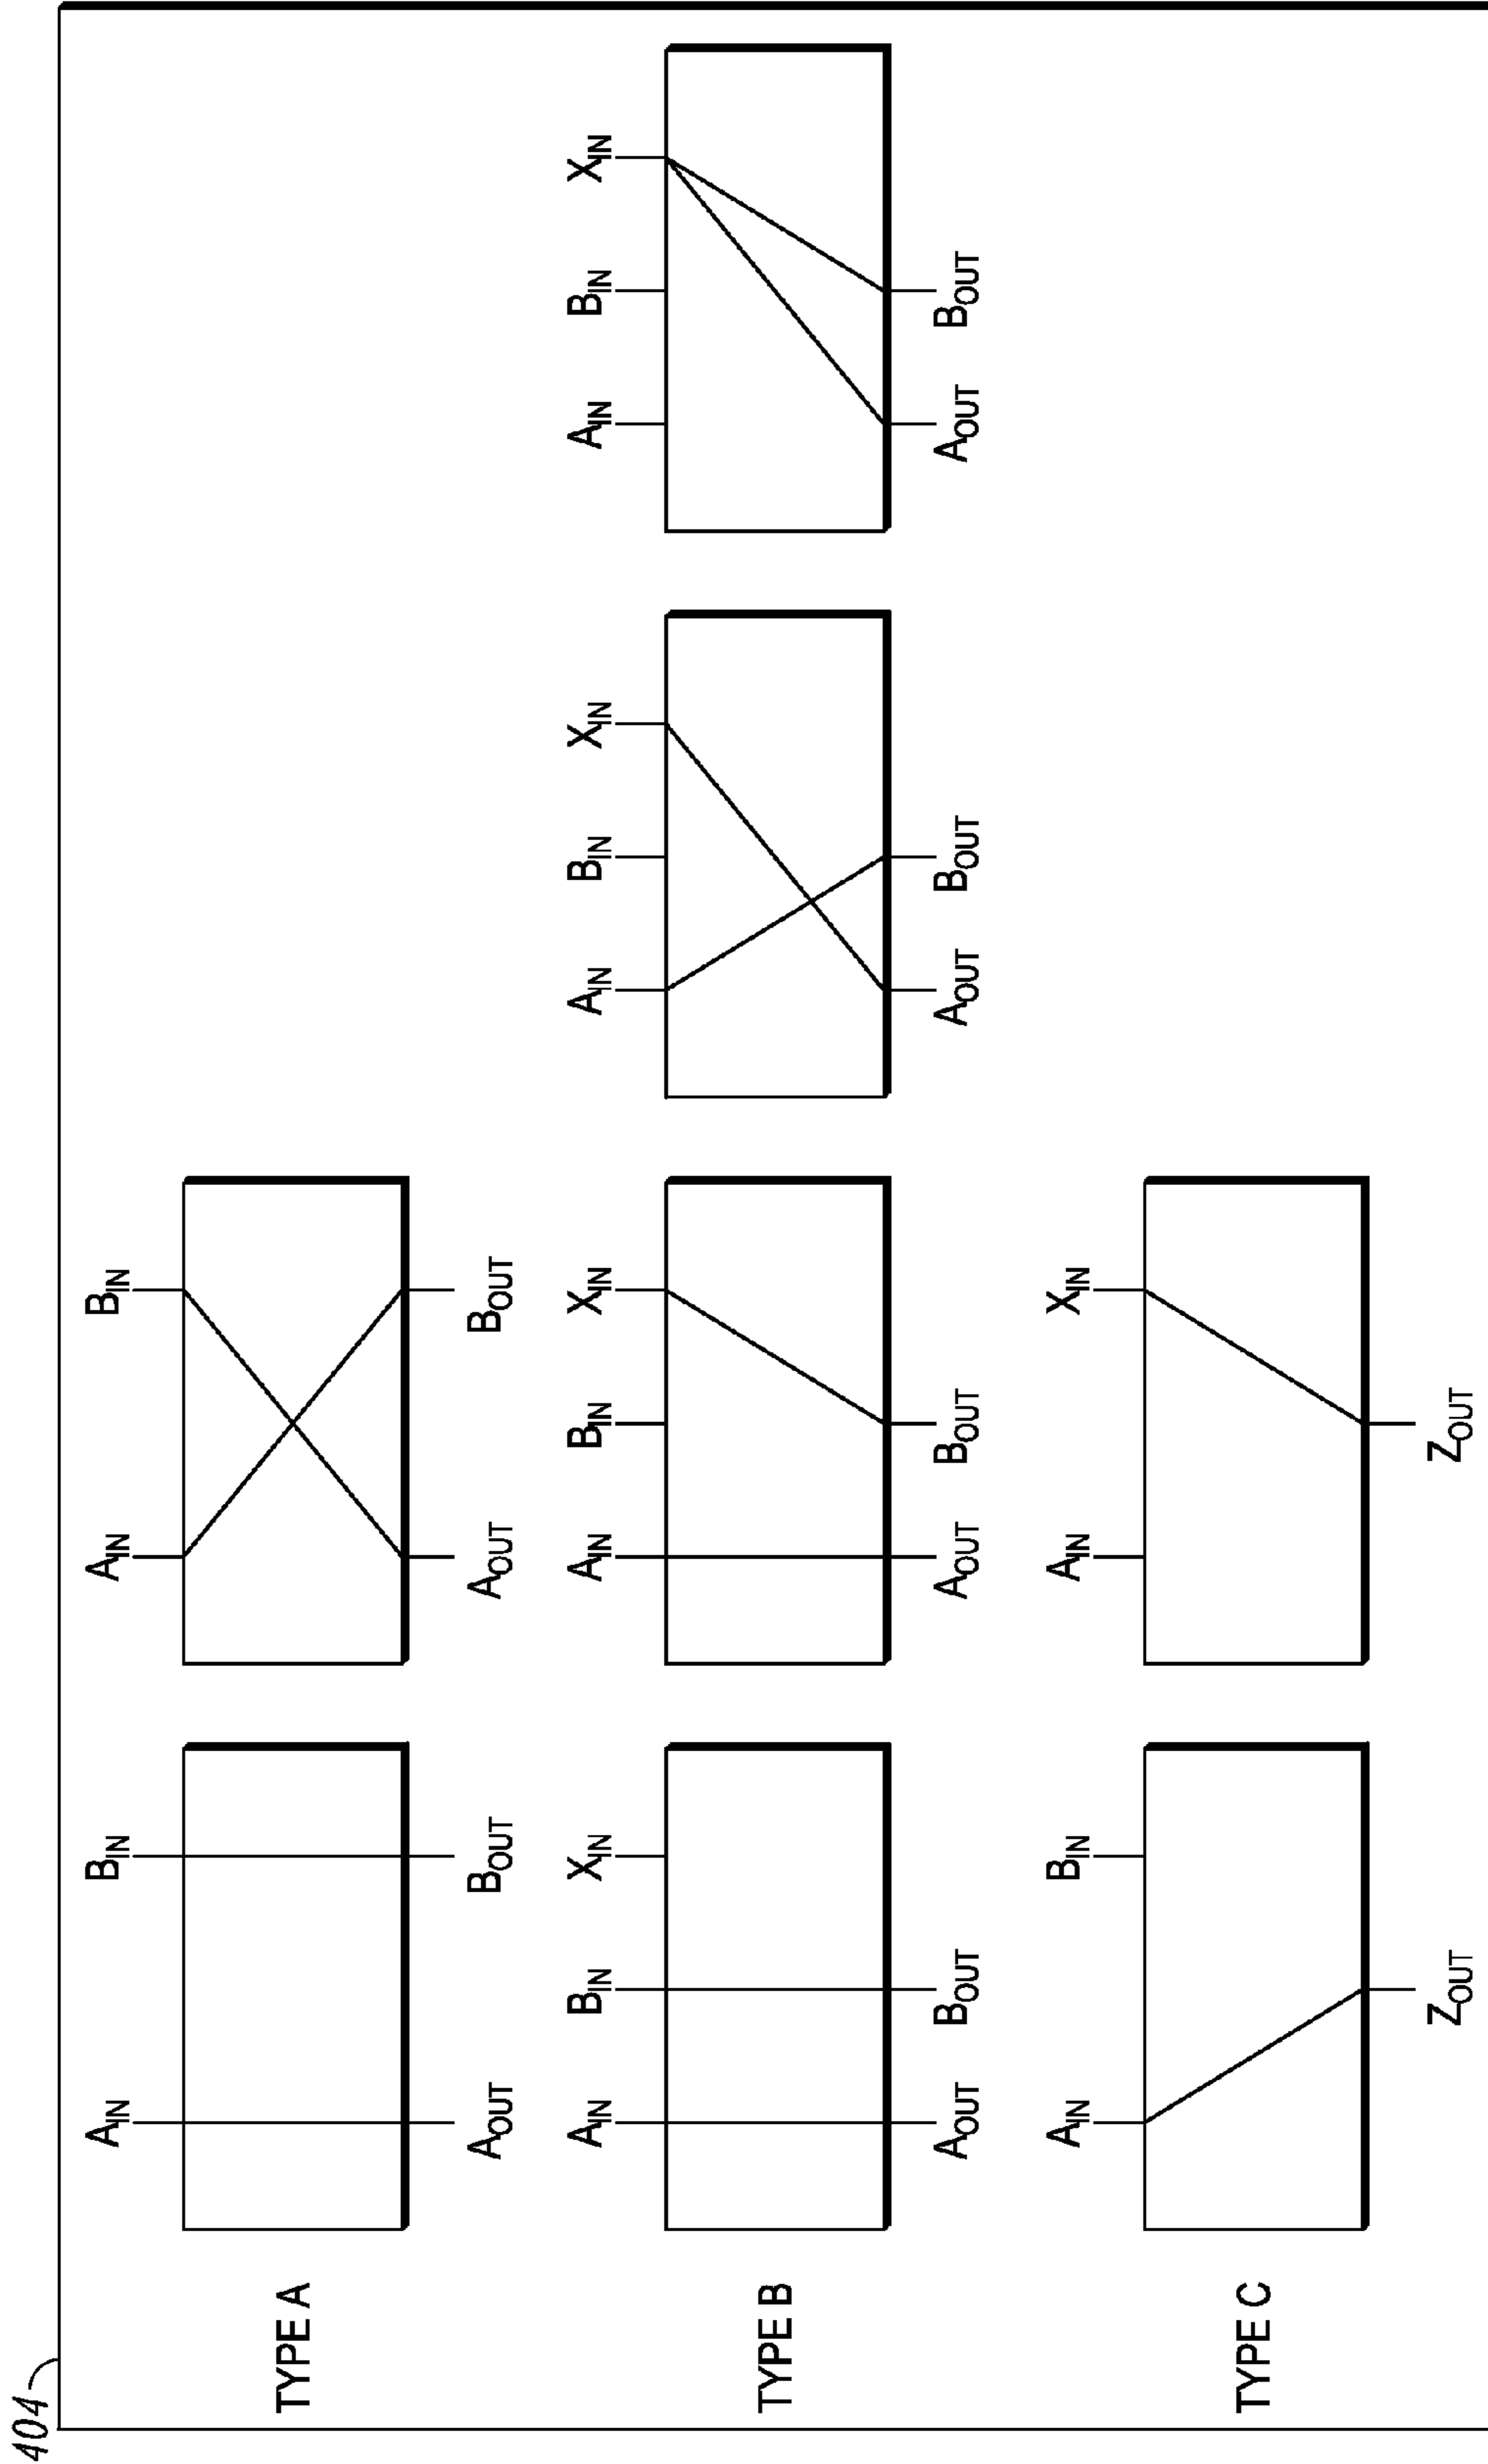 404
A_IN B_IN A_IN B_IN
TYPE A
A_OUT B_OUT A_OUT B_OUT
A_IN B_IN X_IN A_IN B_IN X_IN A_IN B_IN X_IN A_IN B_IN X_IN
TYPE B
A_OUT B_OUT A_OUT B_OUT A_OUT B_OUT A_OUT B_OUT
A_IN B_IN A_IN X_IN
TYPE C
Z_OUT Z_OUT